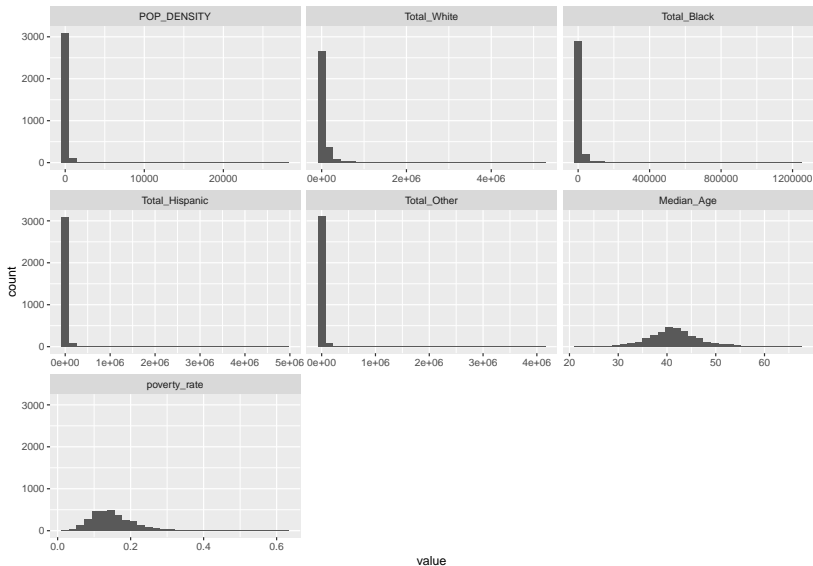 POP_DENSITY Total_White Total_Black
3000
2000
1000
0
0 10000 20000 0e+00 2e+06 4e+06 0 400000 800000 1200000
Total_Hispanic Total_Other Median_Age
3000
2000
1000
0
0e+00 1e+06 2e+06 3e+06 4e+06 5e+06 0e+00 1e+06 2e+06 3e+06 4e+06 20 30 40 50 60
count
poverty_rate
3000
2000
1000
0
0.0 0.2 0.4 0.6
value